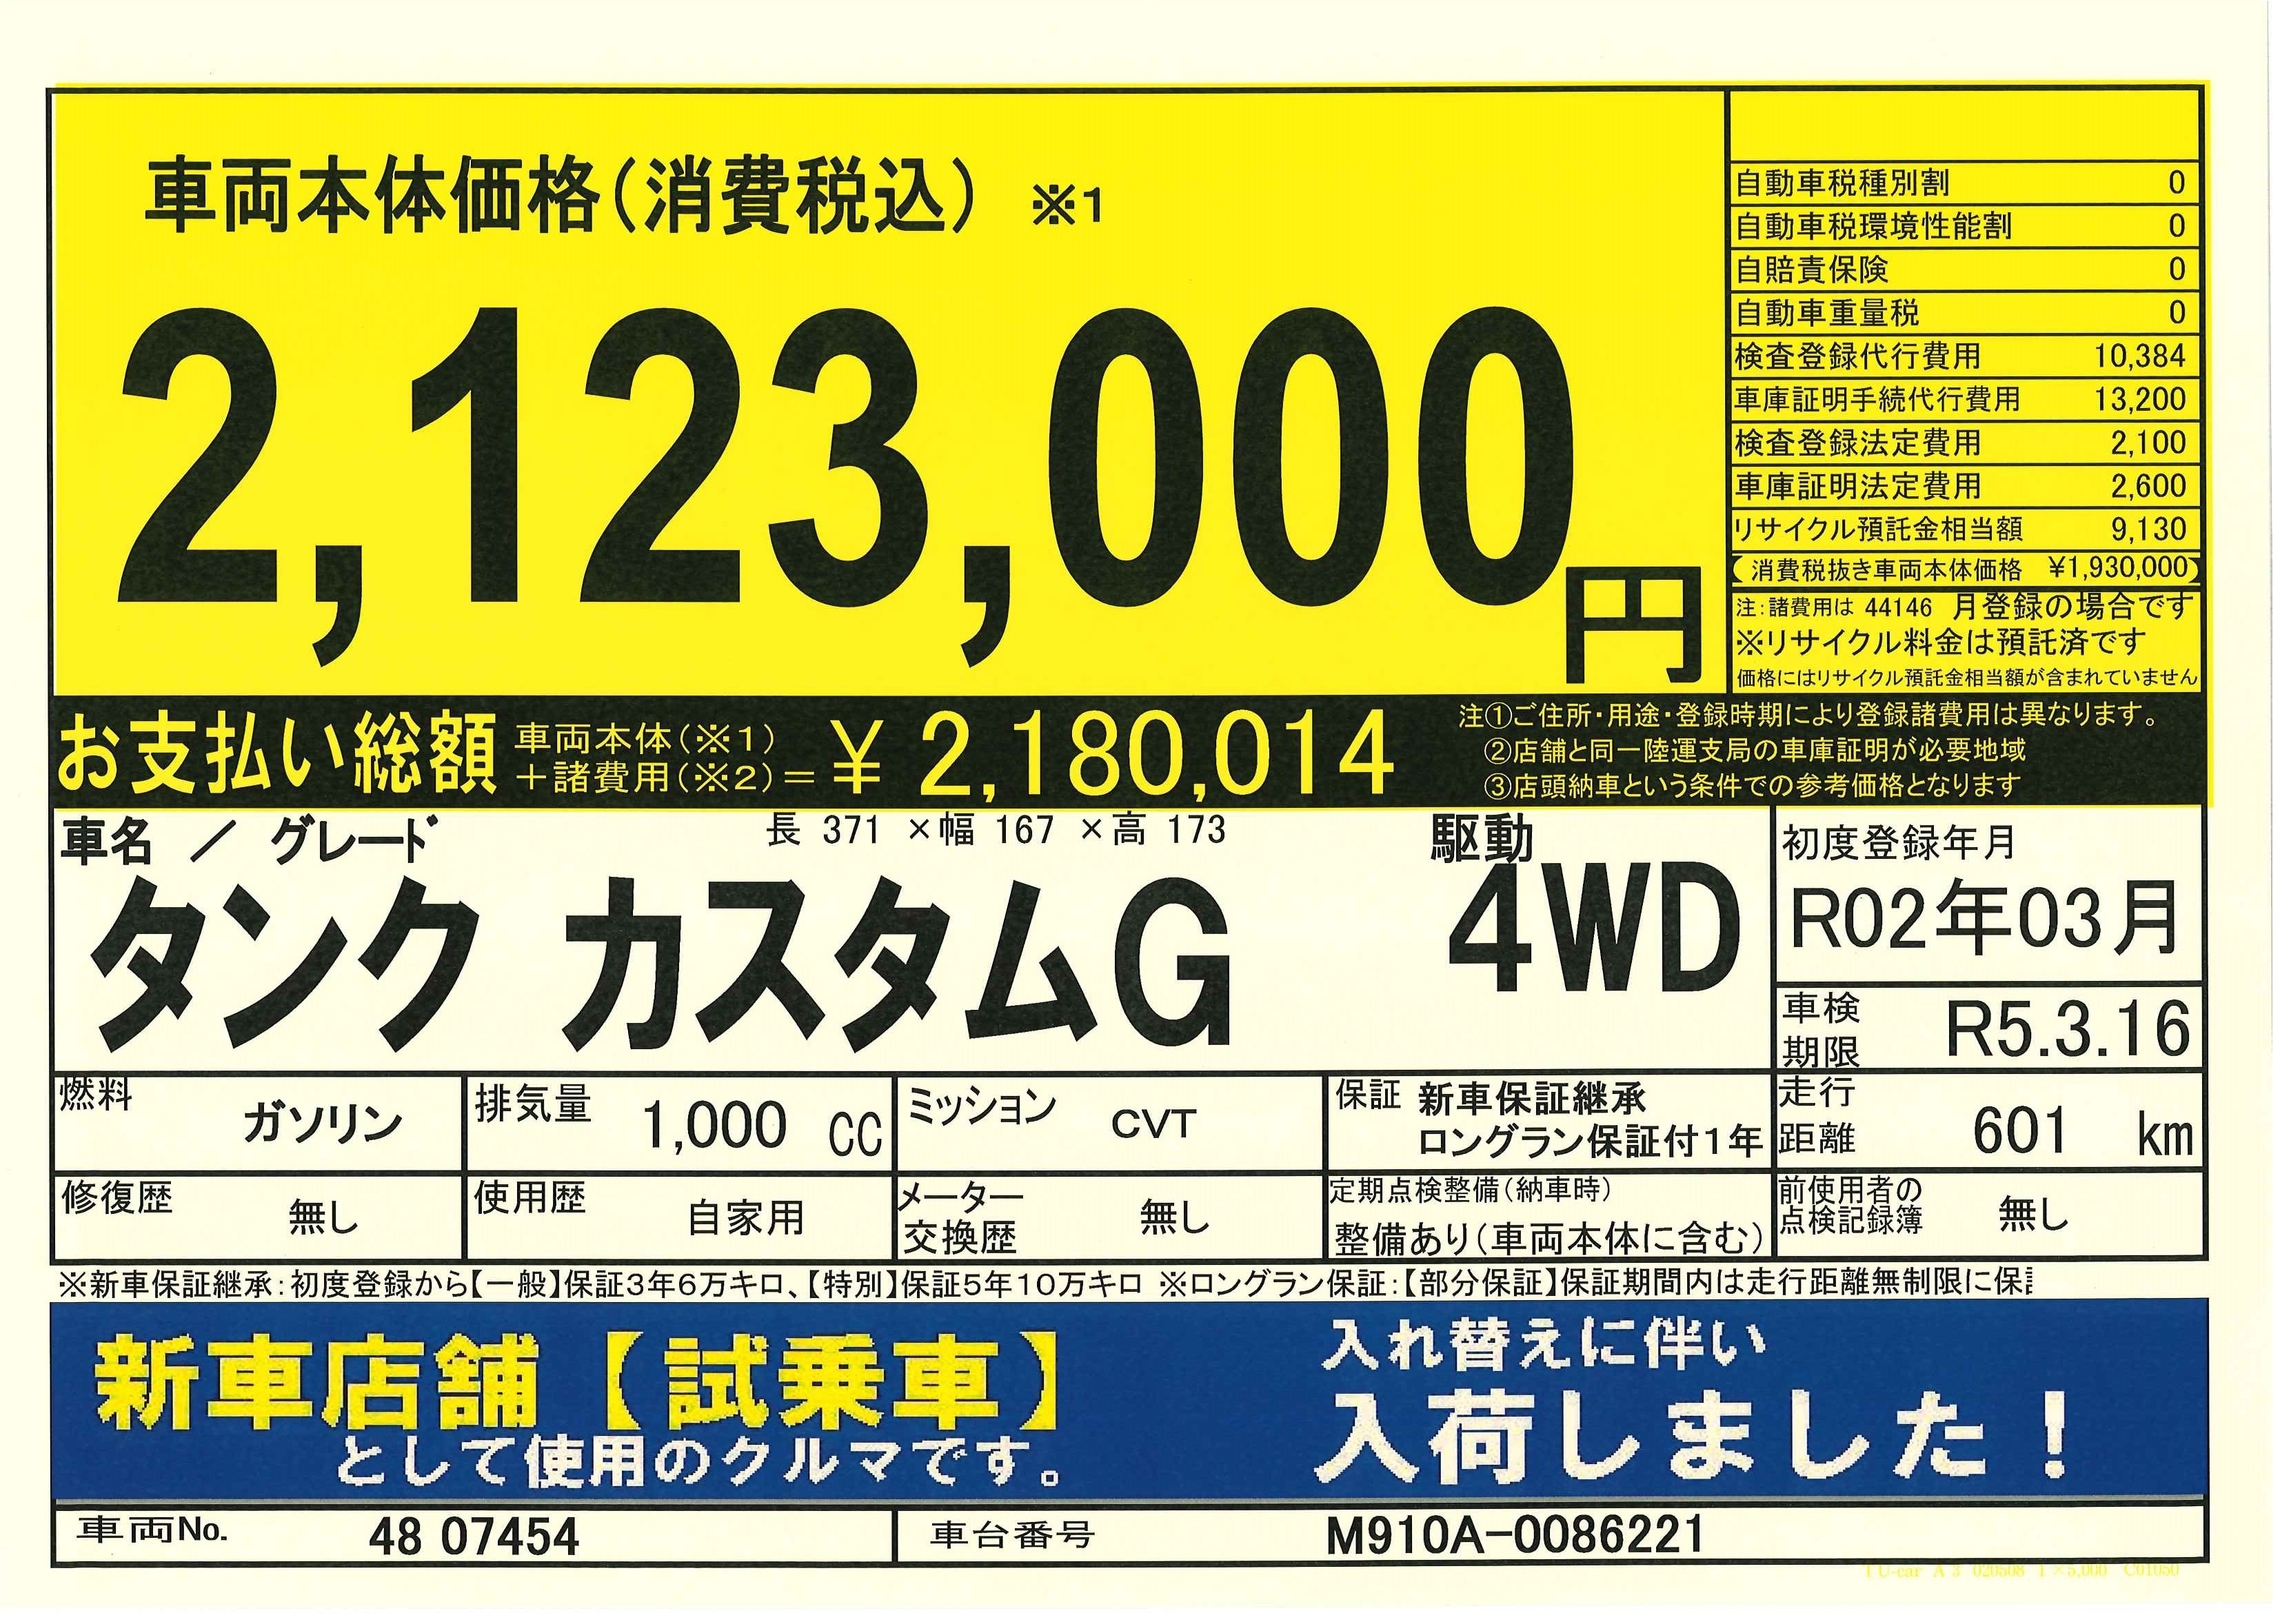 車両本体価格(消費税込) ※1
2,123,000円
自動車税種別割 0
自動車税環境性能割 0
自賠責保険 0
自動車重量税 0
検査登録代行費用 10,384
車庫証明手続代行費用 13,200
検査登録法定費用 2,100
車庫証明法定費用 2,600
リサイクル預託金相当額 9,130
( 消費税抜き車両本体価格 ¥1,930,000)
注:諸費用は 44146 月登録の場合です
※リサイクル料金は預託済です
価格にはリサイクル預託金相当額が含まれていません
お支払い総額 車両本体(※1)
+諸費用(※2)= ¥ 2,180,014
注①ご住所・用途・登録時期により登録諸費用は異なります。
②店舗と同一陸運支局の車庫証明が必要地域
③店頭納車という条件での参考価格となります
車名 / グレード 長 371 ×幅 167 ×高 173 駆動
タンク カスタムG 4WD
初度登録年月
R02年03月
車検期限 R5.3.16
燃料 ガソリン
排気量 1,000 CC
ミッション CVT
保証 新車保証継承
ロングラン保証付1年
走行距離 601 km
修復歴 無し
使用歴 自家用
メーター交換歴 無し
定期点検整備(納車時)
整備あり(車両本体に含む)
前使用者の点検記録簿 無し
※新車保証継承:初度登録から【一般】保証3年6万キロ、【特別】保証5年10万キロ ※ロングラン保証:【部分保証】保証期間内は走行距離無制限に保
新車店舗【試乗車】
として使用のクルマです。
入れ替えに伴い
入荷しました!
車両No. 48 07454
車台番号 M910A-0086221